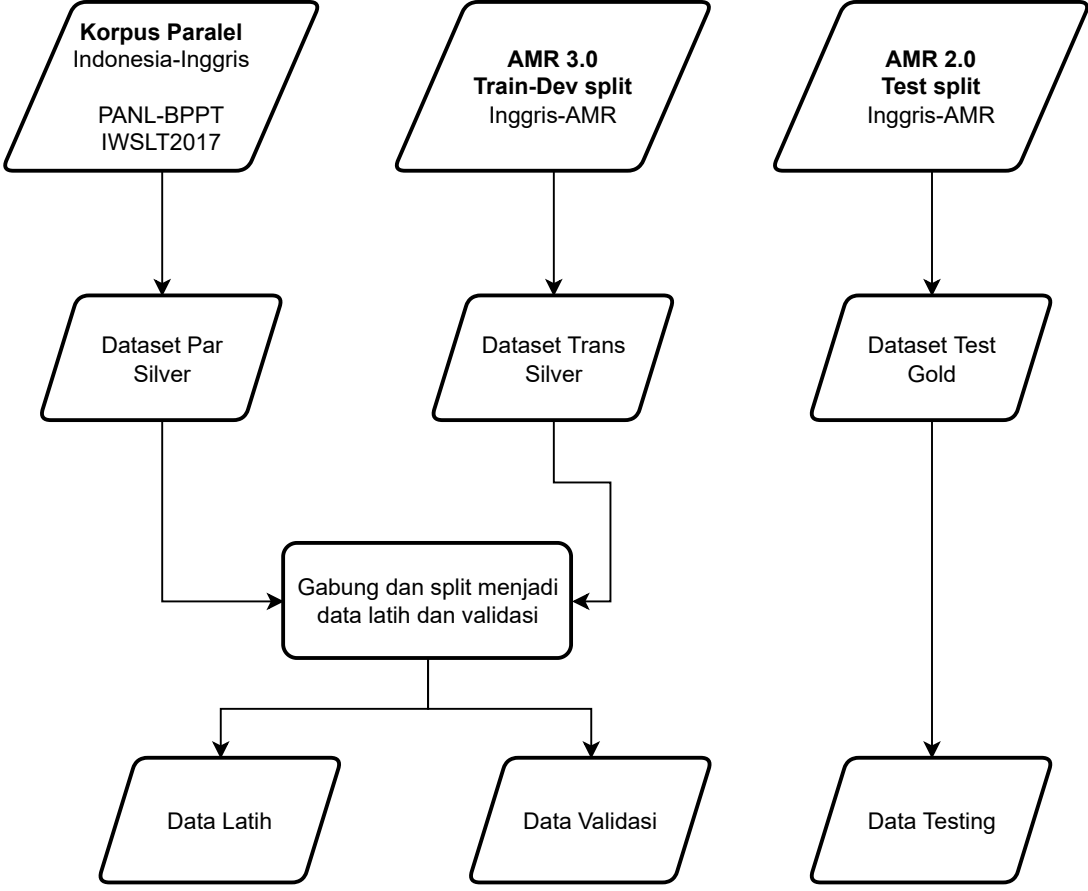 Korpus Paralel
Indonesia-Inggris
PANL-BPPT
IWSLT2017
AMR 3.0
Train-Dev split
Inggris-AMR
AMR 2.0
Test split
Inggris-AMR
Dataset Par
Silver
Dataset Trans
Silver
Dataset Test
Gold
Gabung dan split menjadi
data latih dan validasi
Data Latih
Data Validasi
Data Testing